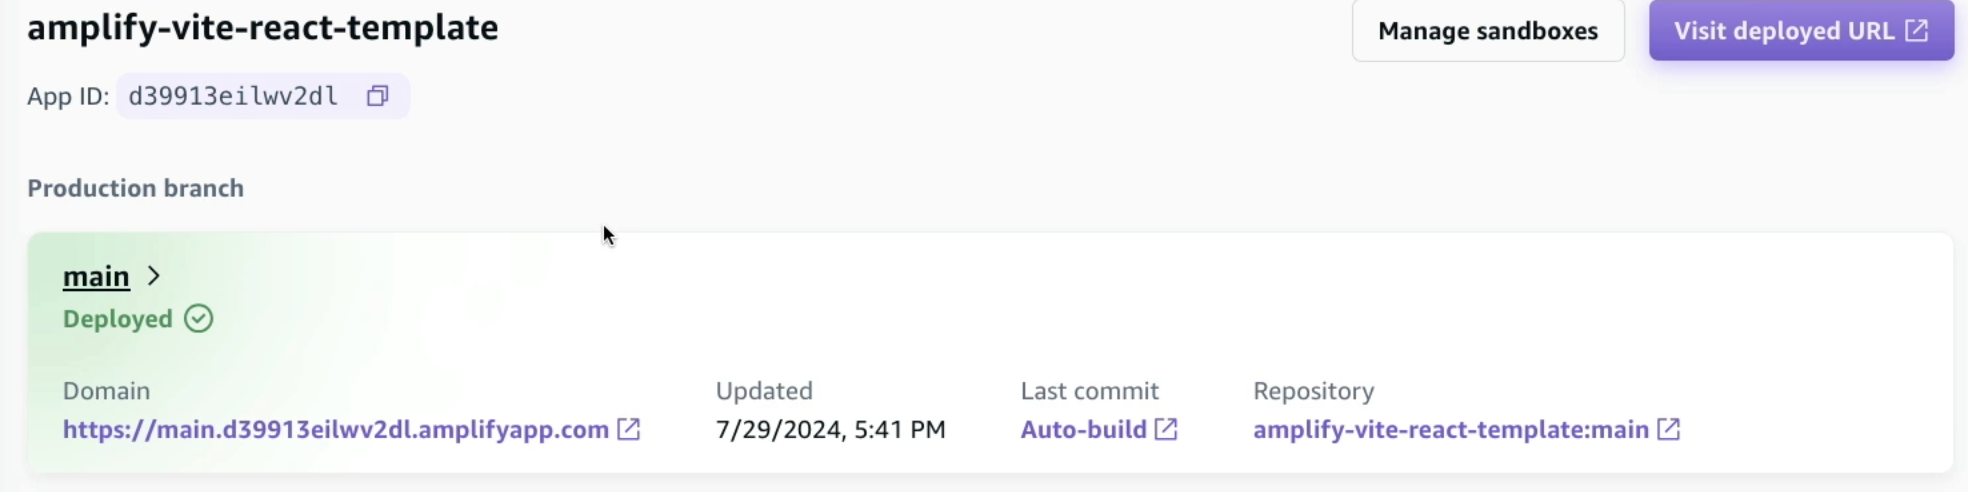 amplify-vite-react-template
Manage sandboxes
Visit deployed URL
App ID: d39913eilwv2dl
Production branch
main
Deployed
Domain
Updated
Last commit
Repository
https://main.d39913eilwv2dl.amplifyapp.com
7/29/2024, 5:41 PM
Auto-build
amplify-vite-react-template:main